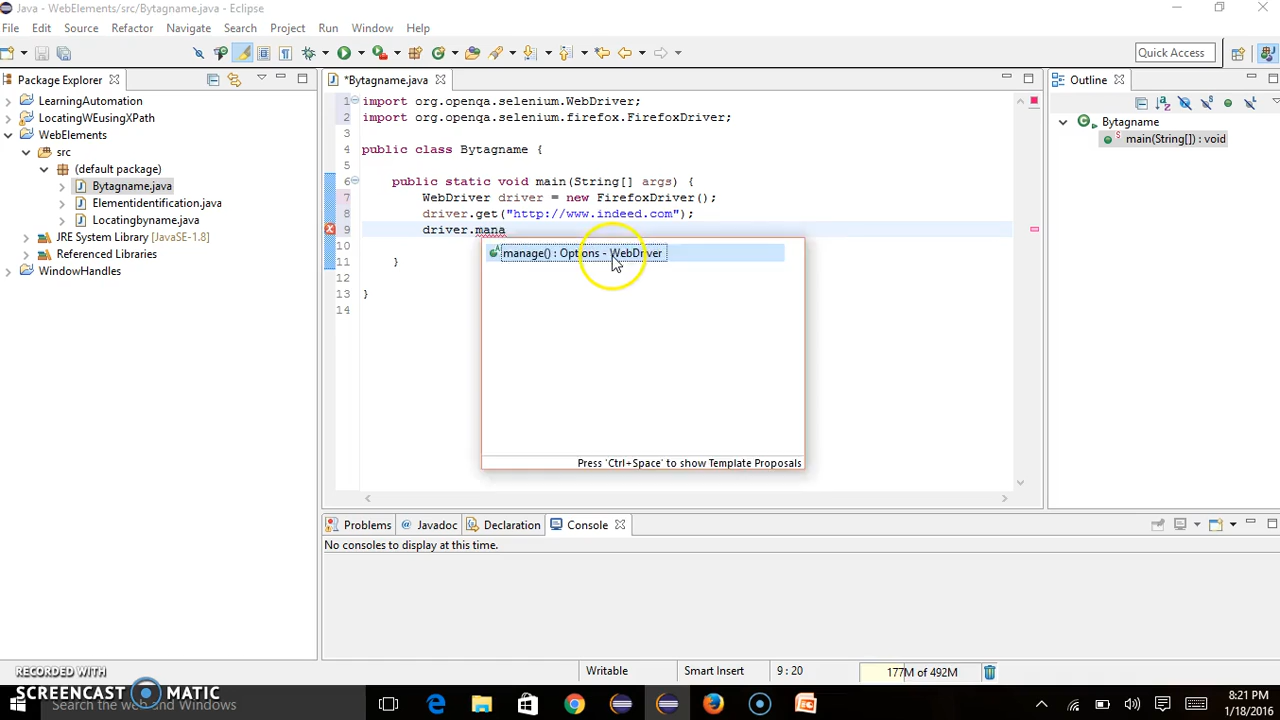 Java - WebElements/src/Bytagname.java - Eclipse
File Edit Source Refactor Navigate Search Project Run Window Help
Quick Access
Package Explorer
LearningAutomation
LocatingWEusingXPath
WebElements
src
(default package)
Bytagname.java
Elementidentification.java
Locatingbyname.java
JRE System Library [JavaSE-1.8]
Referenced Libraries
WindowHandles
*Bytagname.java
1 import org.openqa.selenium.WebDriver;
2 import org.openqa.selenium.firefox.FirefoxDriver;
3
4 public class Bytagname {
5
6 public static void main(String[] args) {
7 WebDriver driver = new FirefoxDriver();
8 driver.get("http://www.indeed.com");
9 driver.mana
10
11 }
12
13 }
14
manage() : Options - WebDriver
Press 'Ctrl+Space' to show Template Proposals
Outline
Bytagname
main(String[]) : void
Problems Javadoc Declaration Console
No consoles to display at this time.
Writable Smart Insert 9 : 20 177M of 492M
RECORDED WITH
SCREENCAST MATIC
Search the web and Windows
8:21 PM
1/18/2016